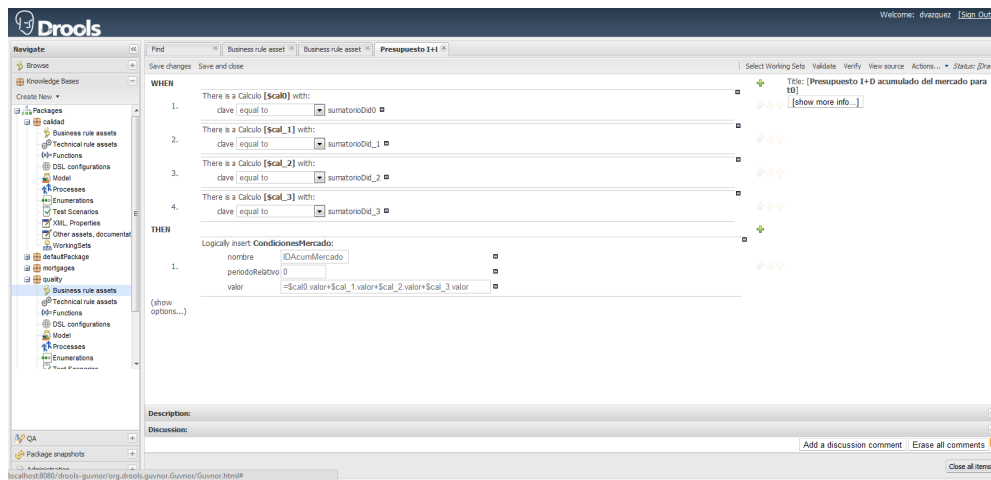 Welcome: dvazquez [Sign Out
Drools
Navigate
Browse
Knowledge Bases
Create New
Packages
calidad
Business rule assets
Technical rule assets
Functions
DSL configurations
Model
Processes
Enumerations
Test Scenarios
XML, Properties
Other assets, documentat
WorkingSets
defaultPackage
mortgages
quality
Business rule assets
Technical rule assets
Functions
DSL configurations
Model
Processes
Enumerations
Test Scenarios
QA
Package snapshots
Administration
localhost:8080/drools-guvnor/org.drools.guvnor.Guvnor/Guvnor.html#
Find Business rule asset Business rule asset Presupuesto I+I
Save changes Save and close Select Working Sets Validate Verify View source Actions... Status: [Dra
WHEN
There is a Calculo [$cal0] with:
1. clave equal to sumatorioDid0
There is a Calculo [$cal_1] with:
2. clave equal to sumatorioDid_1
There is a Calculo [$cal_2] with:
3. clave equal to sumatorioDid_2
There is a Calculo [$cal_3] with:
4. clave equal to sumatorioDid_3
THEN
Logically insert CondicionesMercado:
nombre IDAcumMercado
1. periodoRelativo 0
valor =$cal0.valor+$cal_1.valor+$cal_2.valor+$cal_3.valor
(show
options...)
Title: [Presupuesto I+D acumulado del mercado para
t0]
[show more info...]
Description:
Discussion:
Add a discussion comment Erase all comments
Close all items